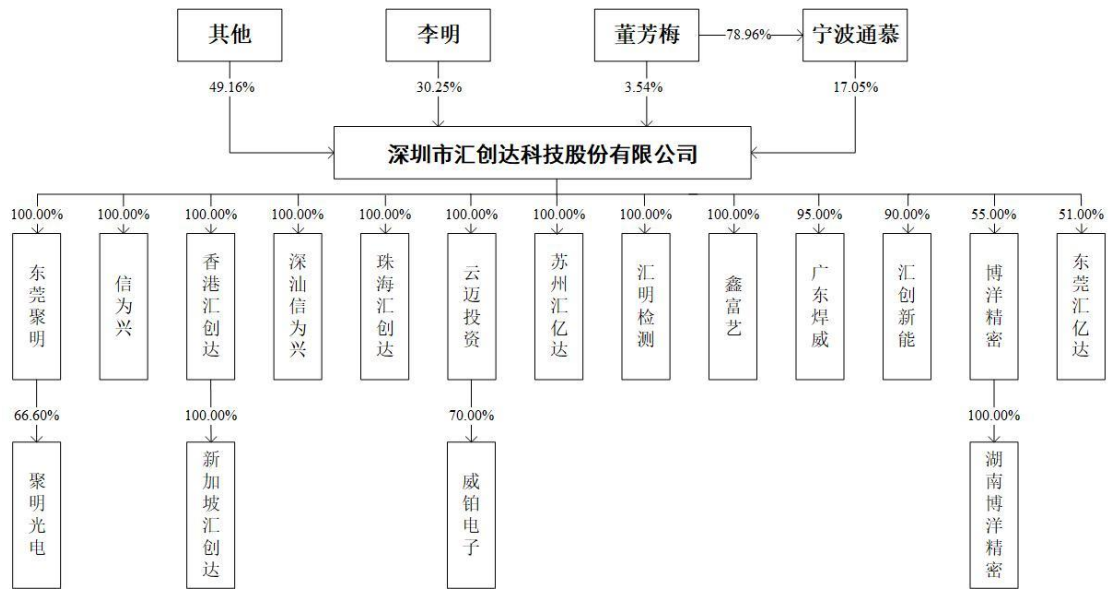 其他
李明
董芳梅
78.96%
宁波通慕
49.16%
30.25%
3.54%
17.05%
深圳市汇创达科技股份有限公司
100.00%
100.00%
100.00%
100.00%
100.00%
100.00%
100.00%
100.00%
100.00%
95.00%
90.00%
55.00%
51.00%
东莞聚明
信为兴
香港汇创达
深汕信为兴
珠海汇创达
云迈投资
苏州汇亿达
汇明检测
鑫富艺
广东焊威
汇创新能
博洋精密
东莞汇亿达
66.60%
100.00%
70.00%
100.00%
聚明光电
新加坡汇创达
威铂电子
湖南博洋精密